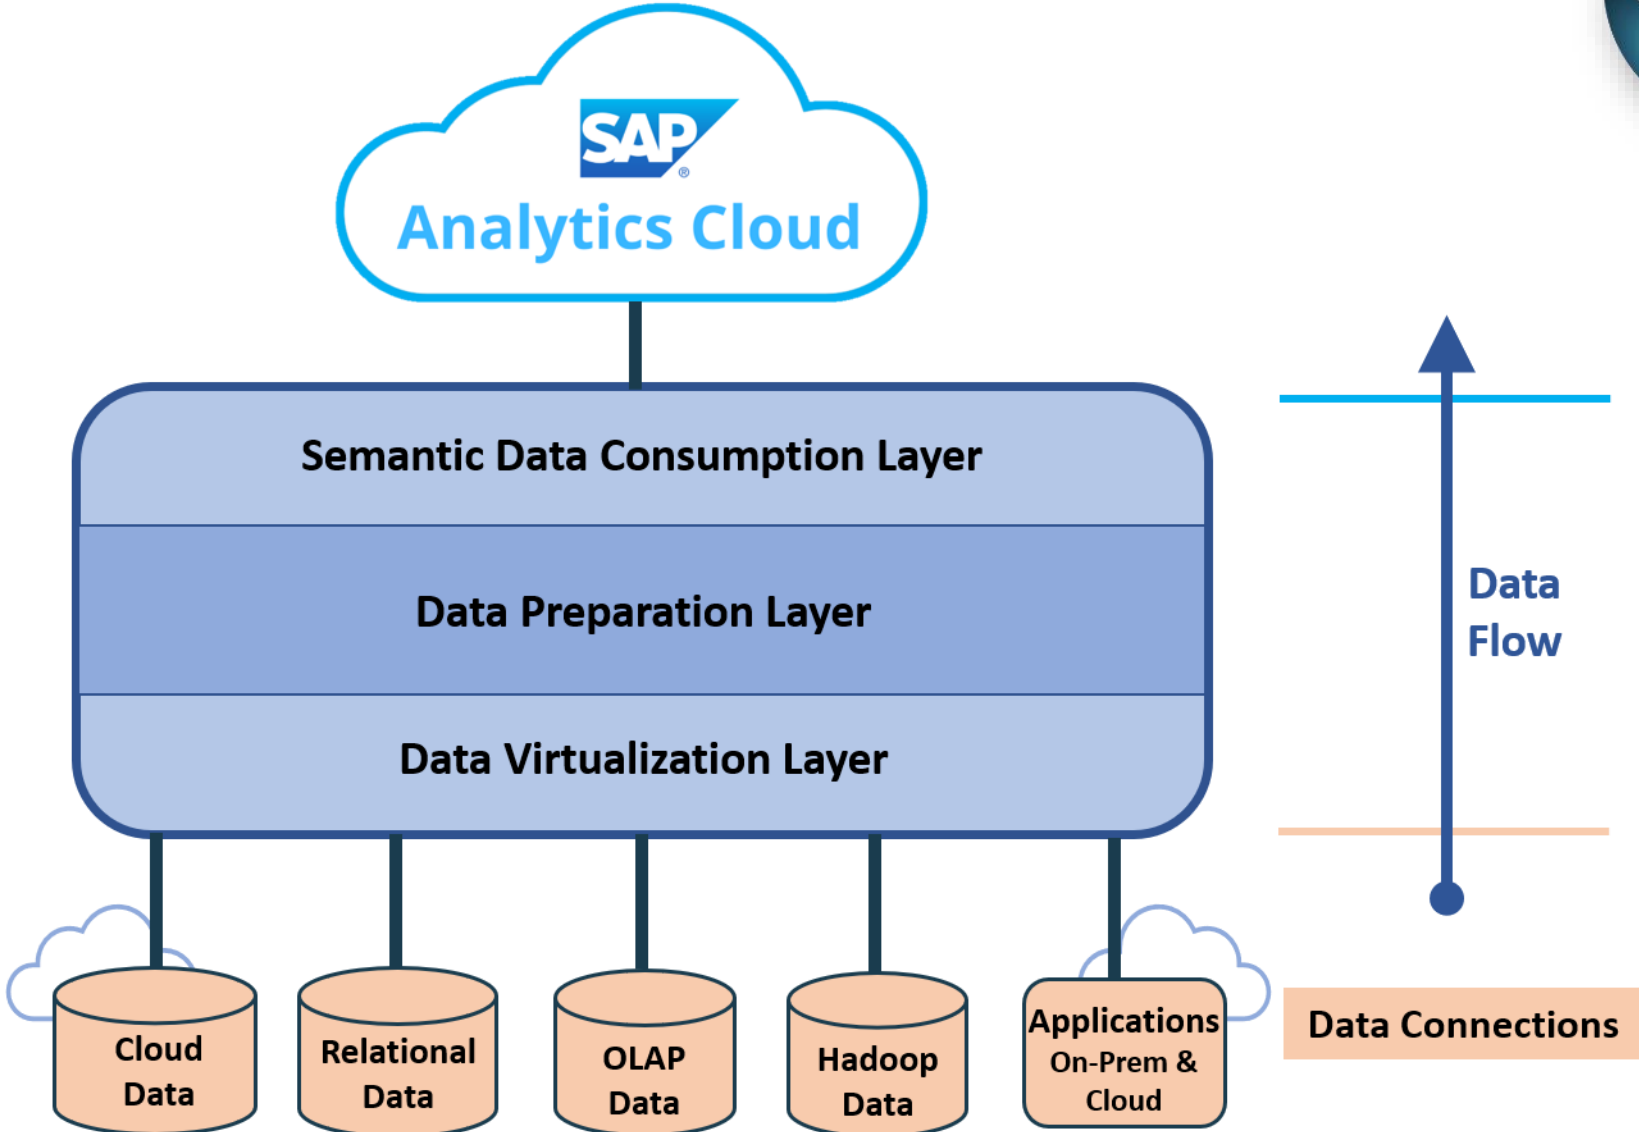 SAP®
Analytics Cloud
Semantic Data Consumption Layer
Data Preparation Layer
Data Virtualization Layer
Data
Flow
Cloud
Data
Relational
Data
OLAP
Data
Hadoop
Data
Applications
On-Prem &
Cloud
Data Connections